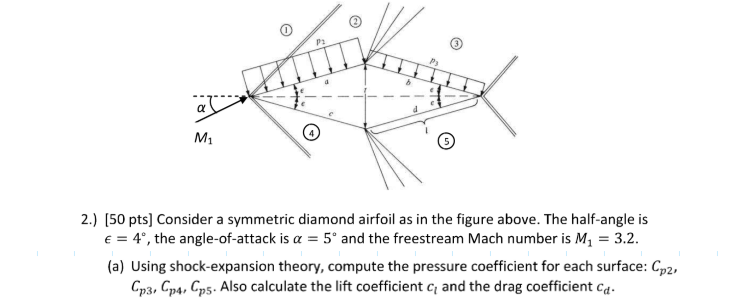 ①
②
③
p₂
P₃
a
b
ϵ
ϵ
ϵ
ϵ
t
c
d
l
α
M₁
④
⑤
2.) [50 pts] Consider a symmetric diamond airfoil as in the figure above. The half-angle is
ϵ = 4°, the angle-of-attack is α = 5° and the freestream Mach number is M₁ = 3.2.
(a) Using shock-expansion theory, compute the pressure coefficient for each surface: Cₚ₂,
Cₚ₃, Cₚ₄, Cₚ₅. Also calculate the lift coefficient cₗ and the drag coefficient c_d.